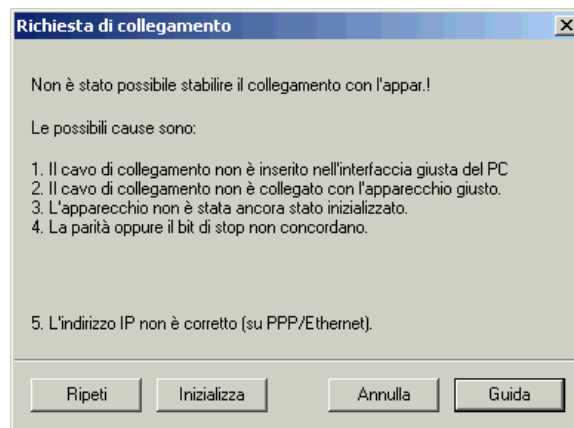 Richiesta di collegamento
Non è stato possibile stabilire il collegamento con l'appar.!
Le possibili cause sono:
1. Il cavo di collegamento non è inserito nell'interfaccia giusta del PC
2. Il cavo di collegamento non è collegato con l'apparecchio giusto.
3. L'apparecchio non è stata ancora stato inizializzato.
4. La parità oppure il bit di stop non concordano.
5. L'indirizzo IP non è corretto (su PPP/Ethernet).
Ripeti Inizializza Annulla Guida